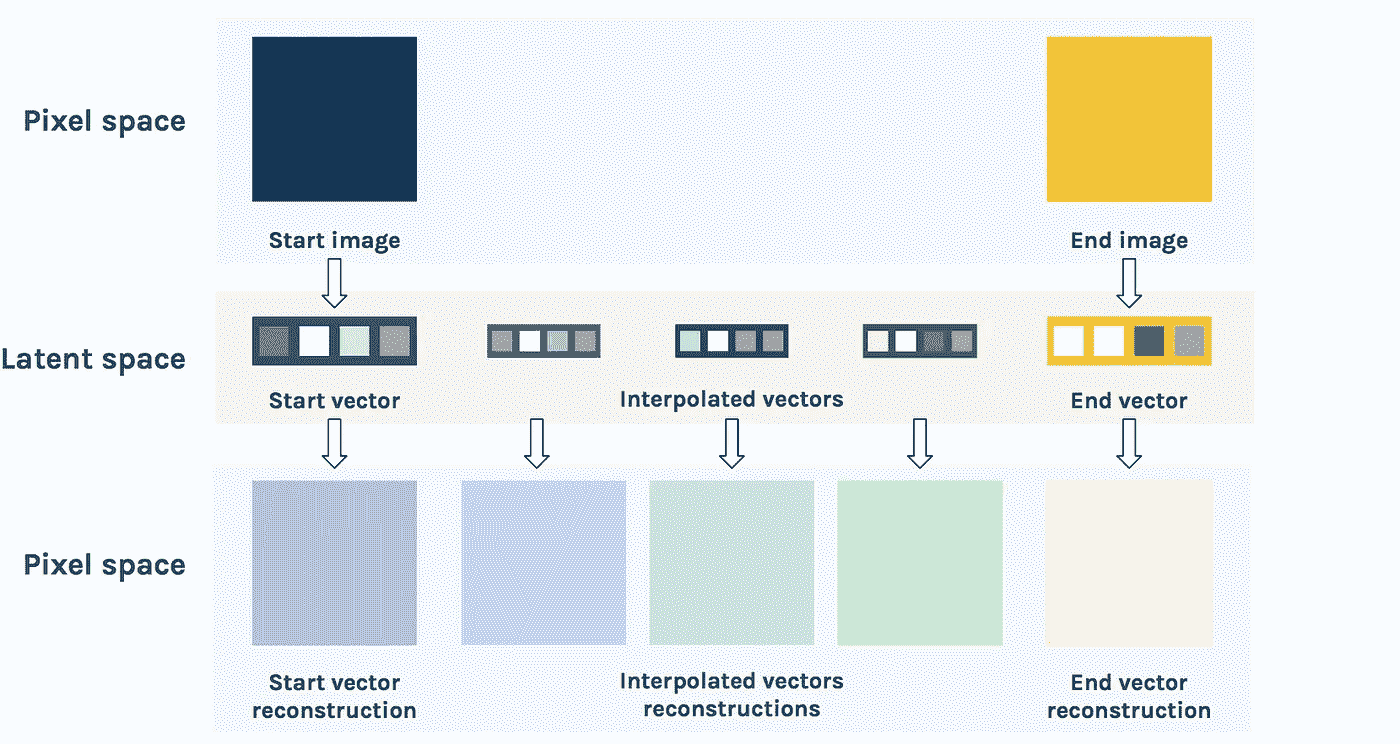 Pixel space
Start image
End image
Latent space
Start vector
Interpolated vectors
End vector
Pixel space
Start vector
reconstruction
Interpolated vectors
reconstructions
End vector
reconstruction